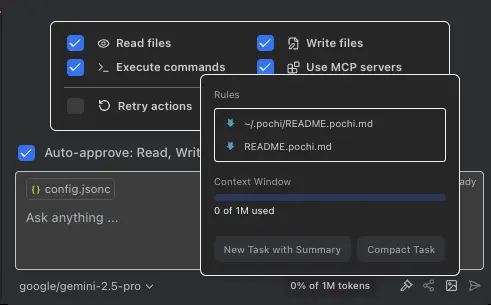 Read files
Write files
Execute commands
Use MCP servers
Retry actions
Rules
~/.pochi/README.pochi.md
README.pochi.md
Auto-approve: Read, Writ
Context Window
0 of 1M used
config.jsonc
ady
Ask anything ...
New Task with Summary
Compact Task
google/gemini-2.5-pro
0% of 1M tokens